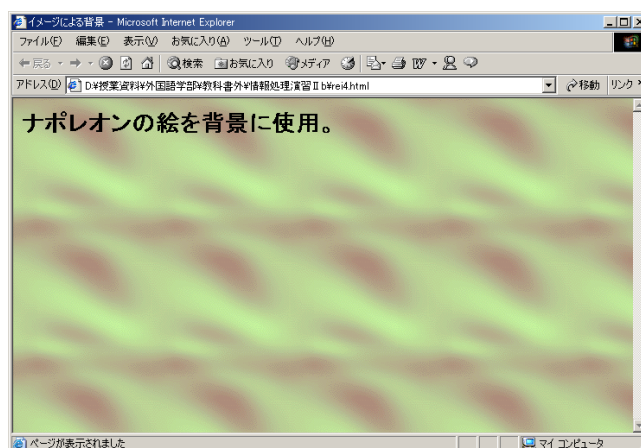 イメージによる背景 - Microsoft Internet Explorer
ファイル(F) 編集(E) 表示(V) お気に入り(A) ツール(T) ヘルプ(H)
戻る 検索 お気に入り メディア
アドレス(D) D:¥授業資料¥外国語学部¥教科書外¥情報処理演習Ⅱb¥rei4.html 移動 リンク »
ナポレオンの絵を背景に使用。
ページが表示されました マイ コンピュータ